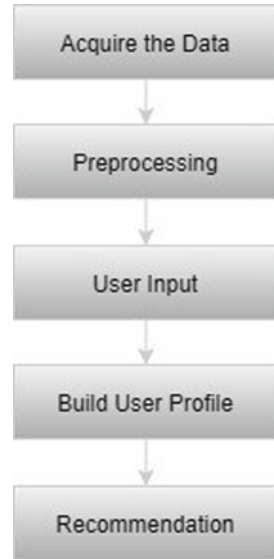 Acquire the Data
Preprocessing
User Input
Build User Profile
Recommendation